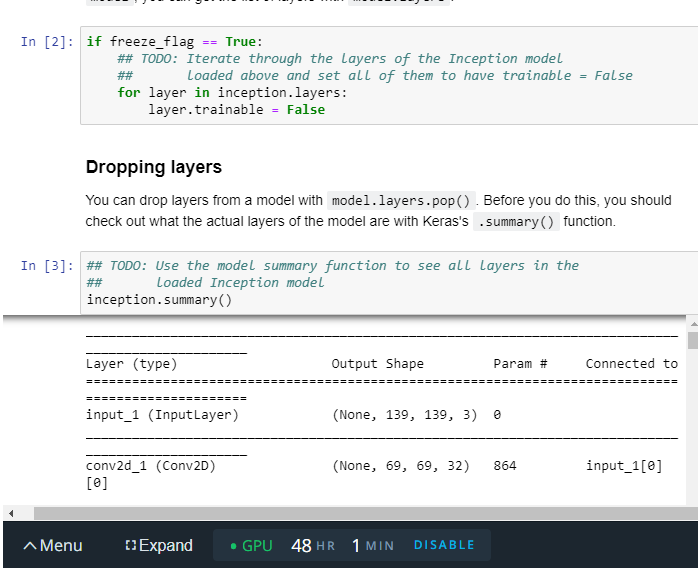 In [2]: if freeze_flag == True:
## TODO: Iterate through the layers of the Inception model
## loaded above and set all of them to have trainable = False
for layer in inception.layers:
layer.trainable = False
Dropping layers
You can drop layers from a model with model.layers.pop() . Before you do this, you should
check out what the actual layers of the model are with Keras's .summary() function.
In [3]: ## TODO: Use the model summary function to see all layers in the
## loaded Inception model
inception.summary()
Layer (type) Output Shape Param # Connected to
================================================================================
=====================
input_1 (InputLayer) (None, 139, 139, 3) 0
conv2d_1 (Conv2D) (None, 69, 69, 32) 864 input_1[0]
[0]
Menu Expand GPU 48 HR 1 MIN DISABLE